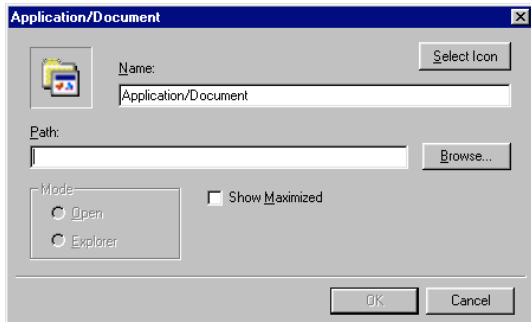 Application/Document
Select Icon
Name:
Application/Document
Path:
Browse...
Mode
Open
Explorer
Show Maximized
OK
Cancel